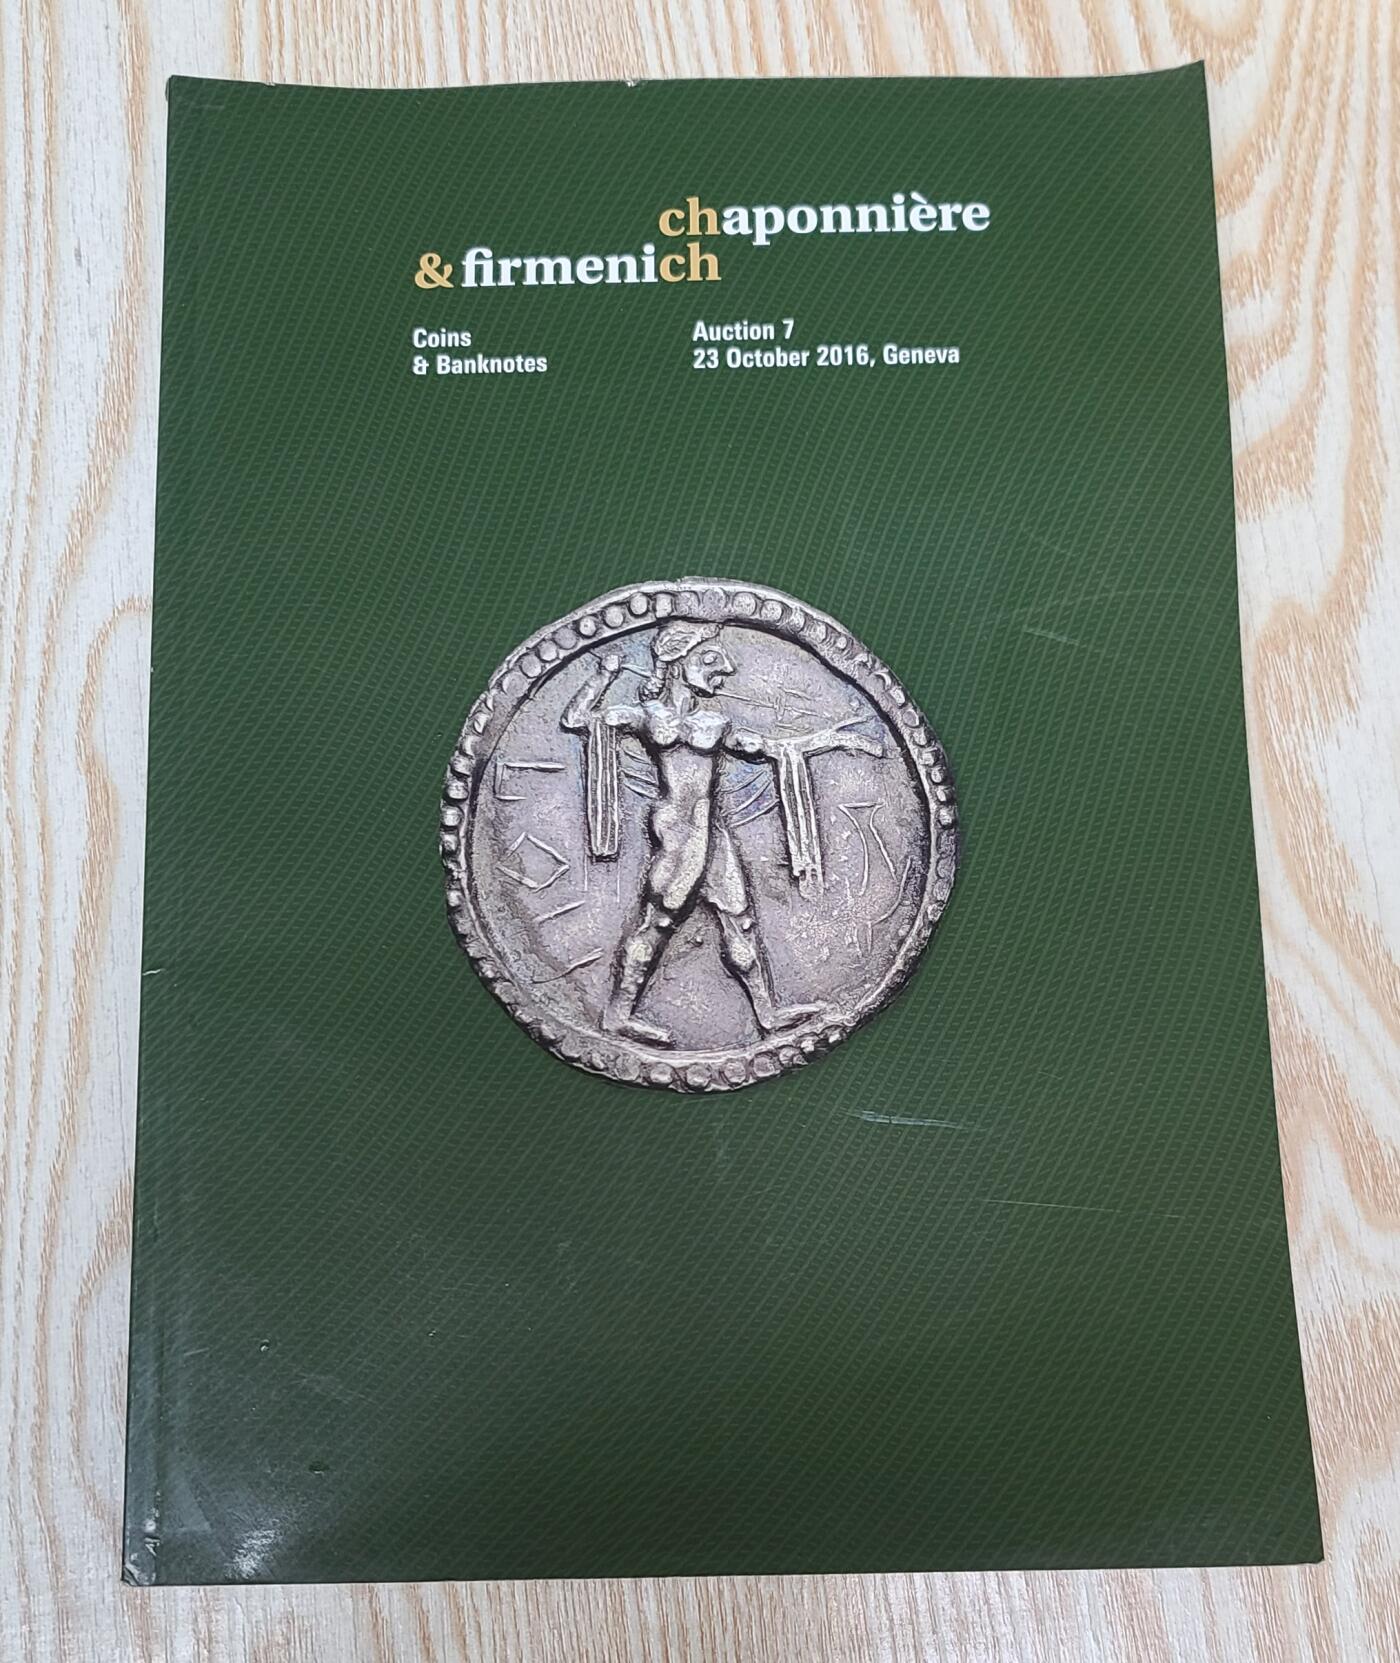 chaponnière
& firmenich
Coins
& Banknotes
Auction 7
23 October 2016, Geneva